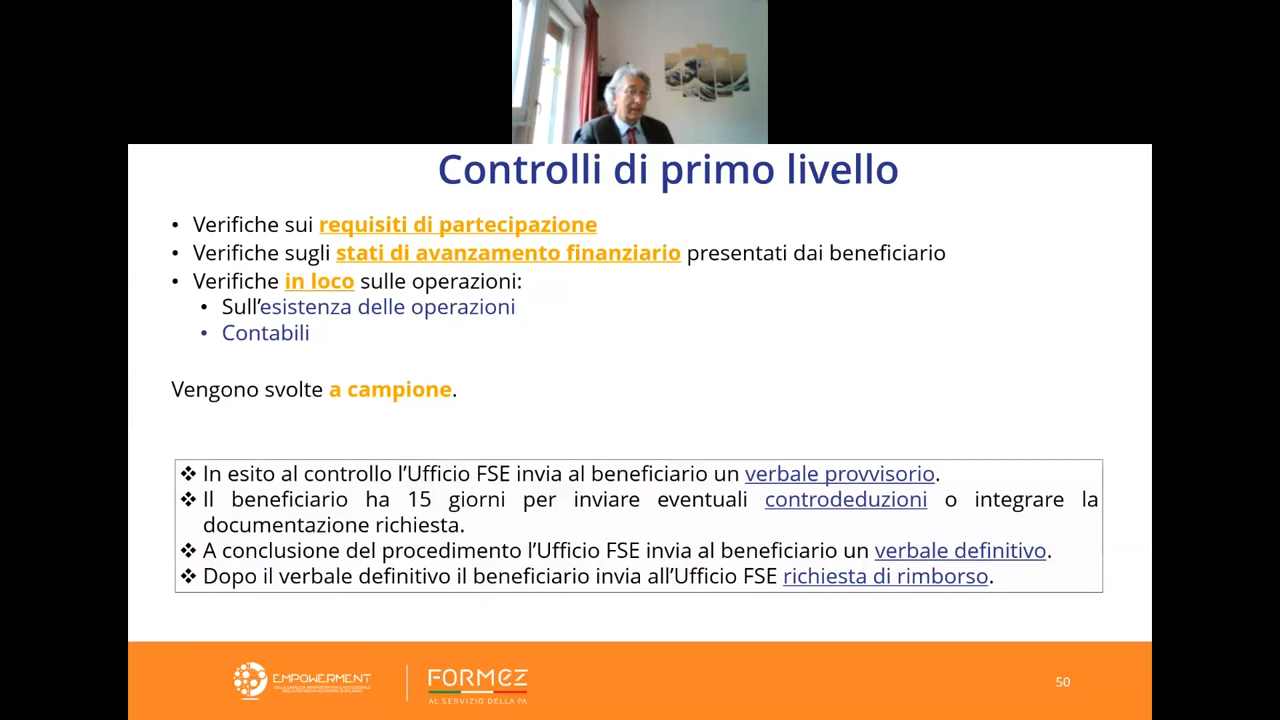 Controlli di primo livello
• Verifiche sui requisiti di partecipazione
• Verifiche sugli stati di avanzamento finanziario presentati dai beneficiario
• Verifiche in loco sulle operazioni:
• Sull’esistenza delle operazioni
• Contabili
Vengono svolte a campione.
❖ In esito al controllo l’Ufficio FSE invia al beneficiario un verbale provvisorio.
❖ Il beneficiario ha 15 giorni per inviare eventuali controdeduzioni o integrare la
documentazione richiesta.
❖ A conclusione del procedimento l’Ufficio FSE invia al beneficiario un verbale definitivo.
❖ Dopo il verbale definitivo il beneficiario invia all’Ufficio FSE richiesta di rimborso.
EMPOWERMENT
FORMEZ
AL SERVIZIO DELLA PA
50